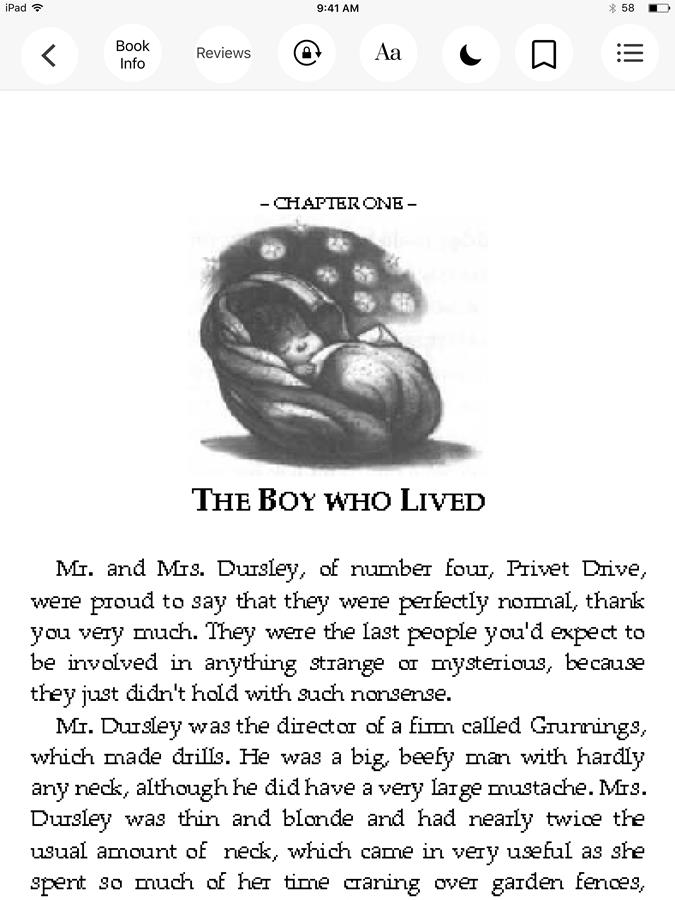 iPad 9:41 AM 58
Book Info Reviews Aa
– CHAPTER ONE –
THE BOY WHO LIVED
Mr. and Mrs. Dursley, of number four, Privet Drive,
were proud to say that they were perfectly normal, thank
you very much. They were the last people you'd expect to
be involved in anything strange or mysterious, because
they just didn't hold with such nonsense.
Mr. Dursley was the director of a firm called Grunnings,
which made drills. He was a big, beefy man with hardly
any neck, although he did have a very large mustache. Mrs.
Dursley was thin and blonde and had nearly twice the
usual amount of neck, which came in very useful as she
spent so much of her time craning over garden fences,